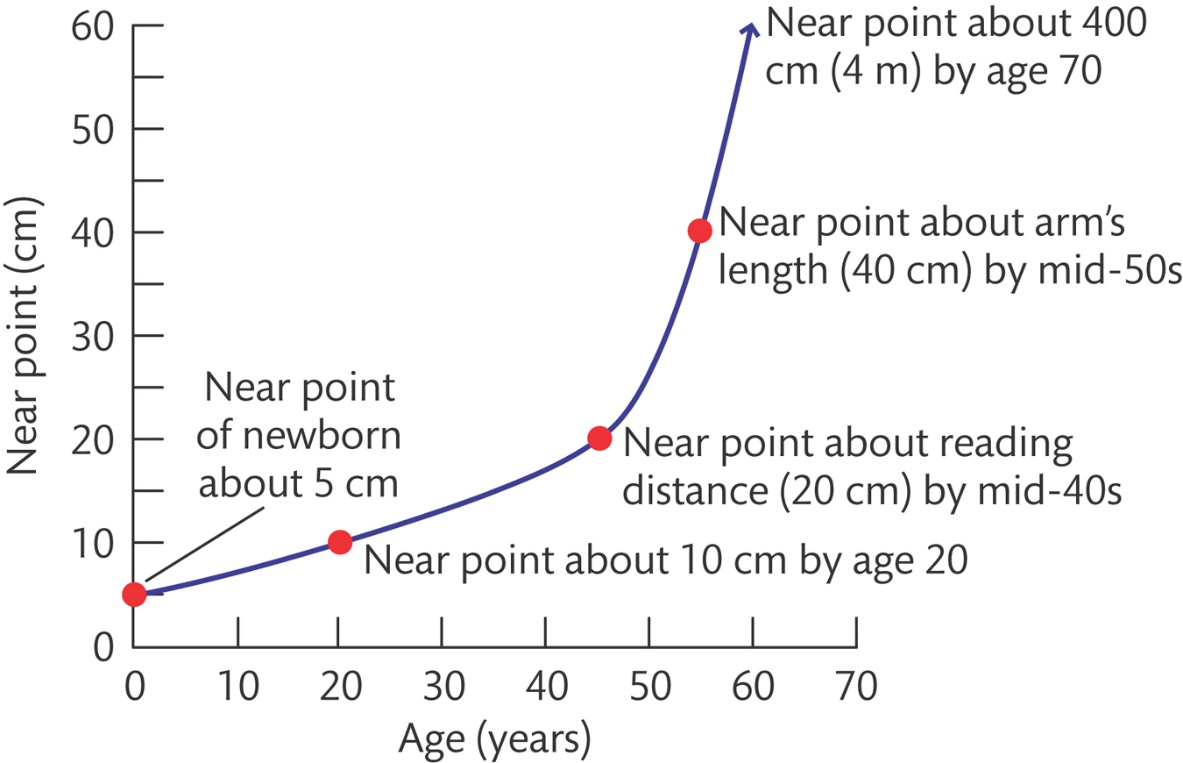 60
50
40
30
20
10
0
Near point (cm)
Near point about 400
cm (4 m) by age 70
Near point about arm’s
length (40 cm) by mid-50s
Near point
of newborn
about 5 cm
Near point about reading
distance (20 cm) by mid-40s
Near point about 10 cm by age 20
0 10 20 30 40 50 60 70
Age (years)